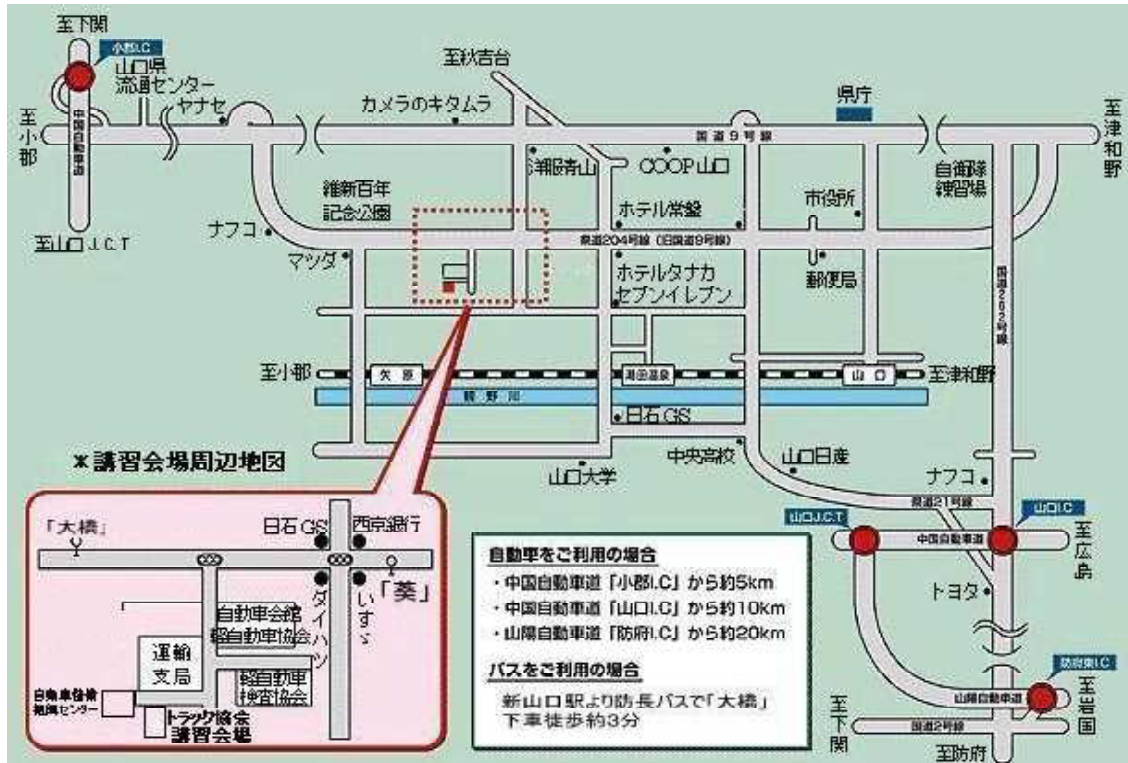 至下関
小郡I.C
山口県
流通センター
ヤナセ
至小郡
中国自動車道
至山口J.C.T
ナフコ
カメラのキタムラ
至秋吉台
国道9号線
県庁
至津和野
洋服青山
COOP山口
自衛隊
練習場
維新百年
記念公園
市役所
ホテル常盤
県道204号線(旧国道9号線)
マツダ
ホテルタナカ
セブンイレブン
郵便局
国道262号線
至小郡
矢原
湯田温泉
山口
至津和野
椹野川
日石GS
山口大学
中央高校
山口日産
ナフコ
県道21号線
山口J.C.T
山口I.C
中国自動車道
至広島
トヨタ
防府東I.C
山陽自動車道
至岩国
至下関
国道2号線
至防府
*講習会場周辺地図
「大橋」
日石GS
西京銀行
「葵」
ダイハツ
いすゞ
自動車会館
軽自動車協会
運輸
支局
軽自動車
検査協会
トラック協会
講習会場
自動車をご利用の場合
・中国自動車道「小郡I.C」から約5km
・中国自動車道「山口I.C」から約10km
・山陽自動車道「防府I.C」から約20km
バスをご利用の場合
新山口駅より防長バスで「大橋」
下車徒歩約3分